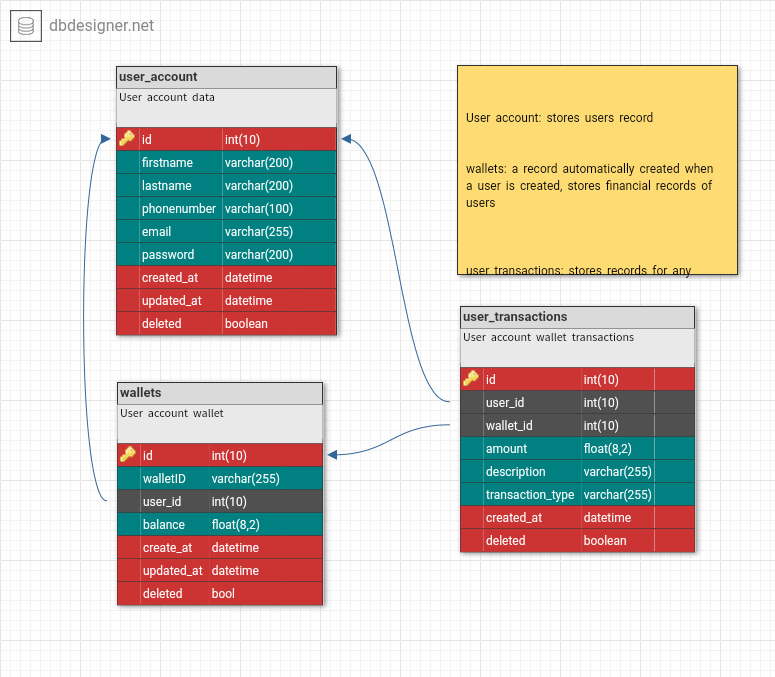 dbdesigner.net
user_account
User account data
id int(10)
firstname varchar(200)
lastname varchar(200)
phonenumber varchar(100)
email varchar(255)
password varchar(200)
created_at datetime
updated_at datetime
deleted boolean
User account: stores users record
wallets: a record automatically created when
a user is created, stores financial records of
users
user transactions: stores records for any
wallets
User account wallet
id int(10)
walletID varchar(255)
user_id int(10)
balance float(8,2)
create_at datetime
updated_at datetime
deleted bool
user_transactions
User account wallet transactions
id int(10)
user_id int(10)
wallet_id int(10)
amount float(8,2)
description varchar(255)
transaction_type varchar(255)
created_at datetime
deleted boolean